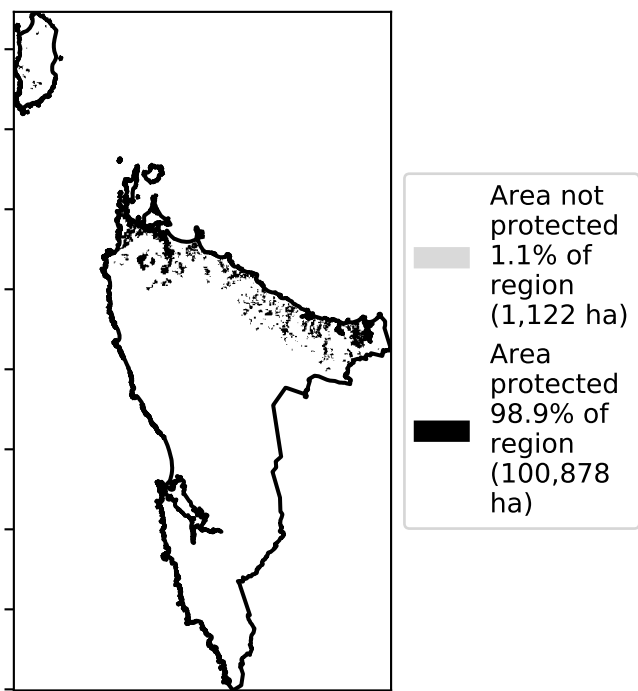 Area not
protected
1.1% of
region
(1,122 ha)
Area
protected
98.9% of
region
(100,878
ha)